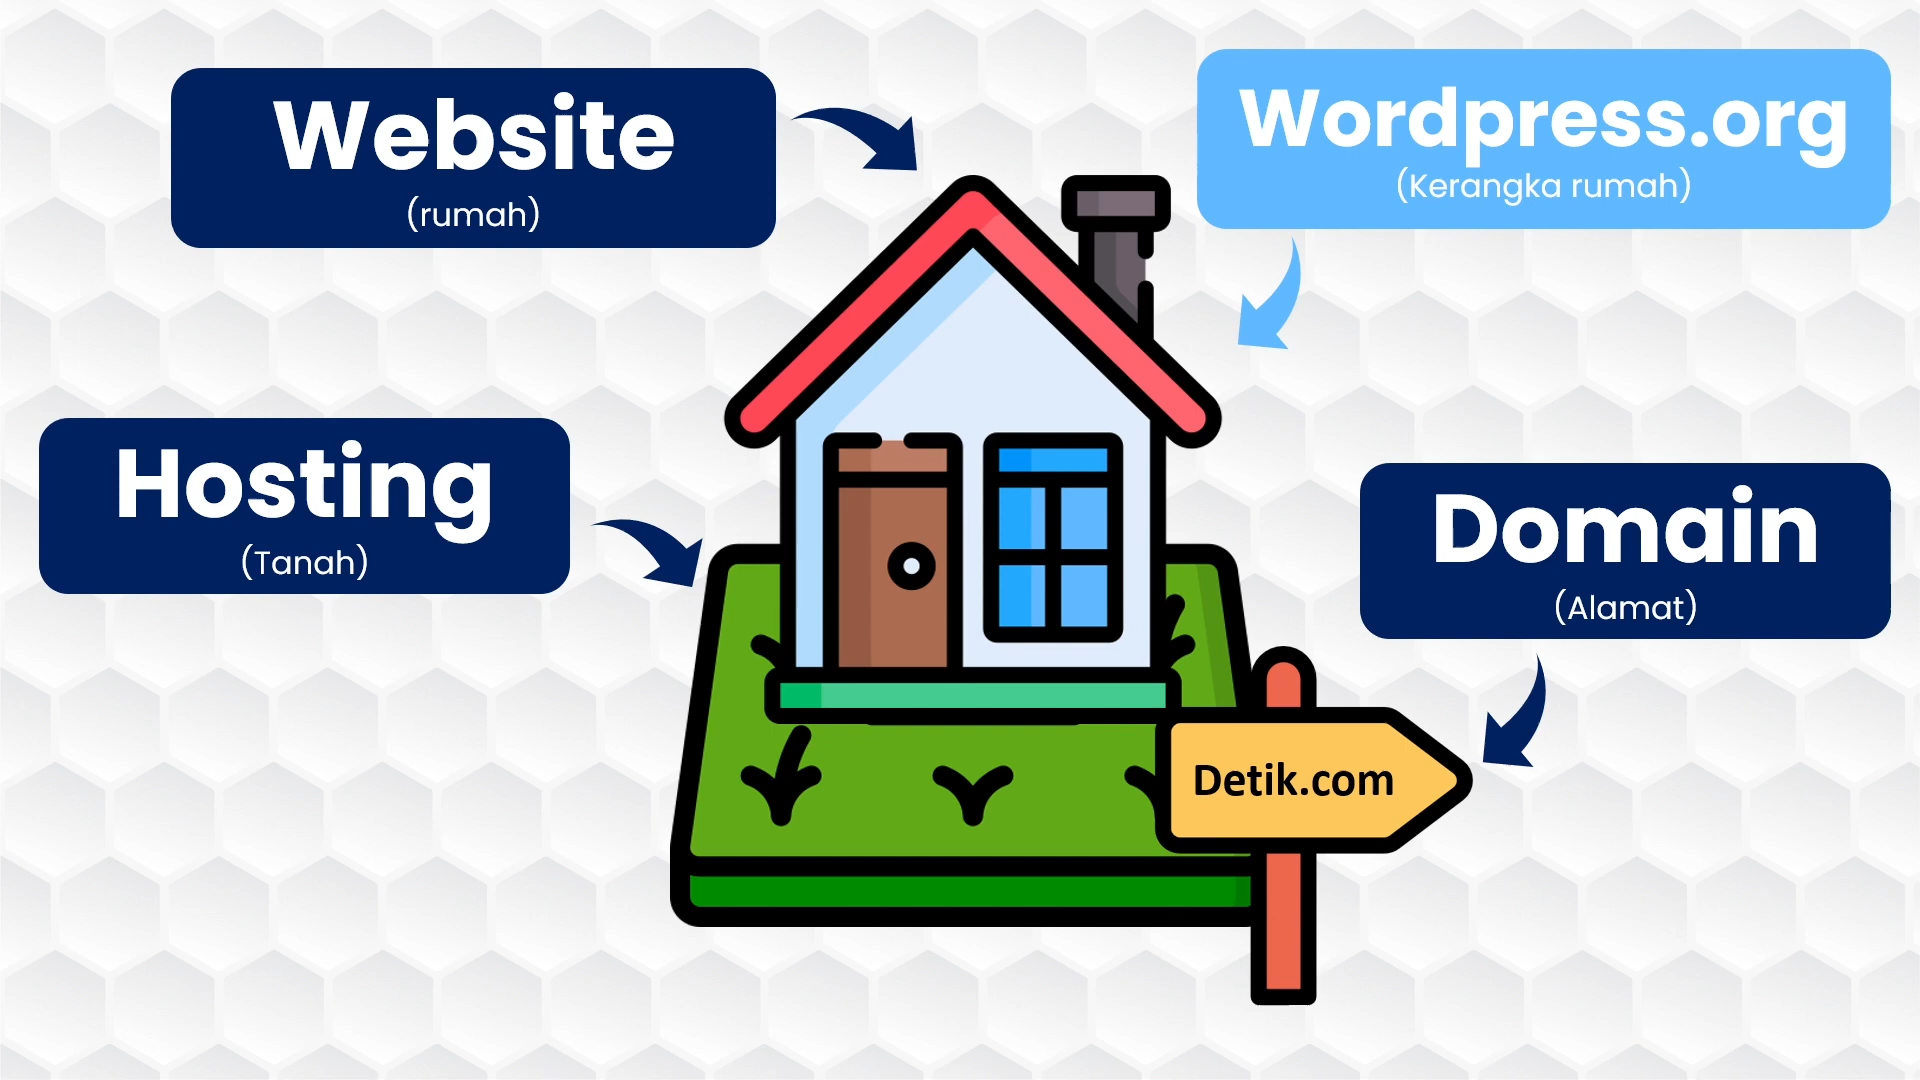 Website
(rumah)
Wordpress.org
(Kerangka rumah)
Hosting
(Tanah)
Domain
(Alamat)
Detik.com